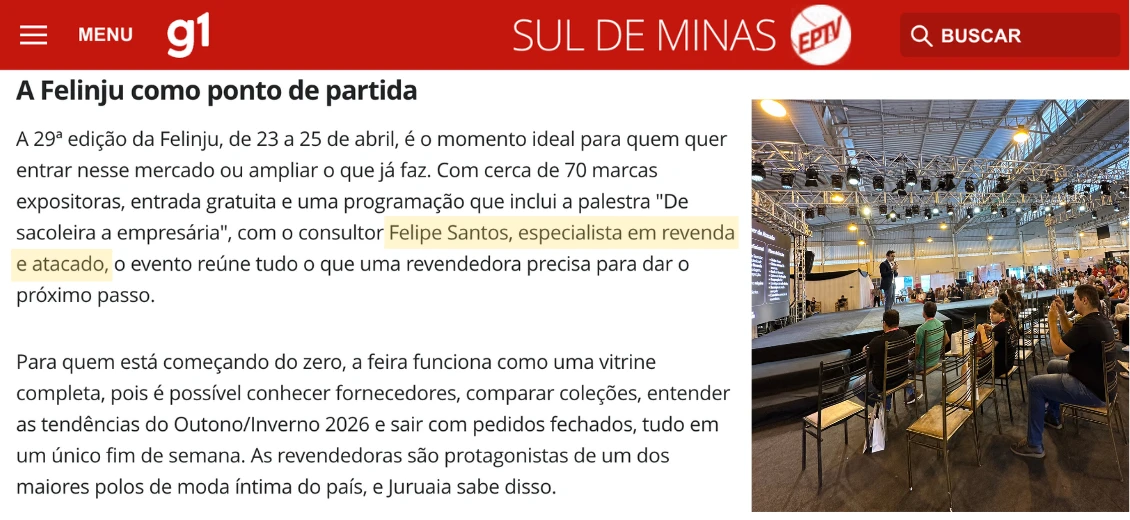 MENU
g1
SUL DE MINAS
EPTV
BUSCAR
A Felinju como ponto de partida
A 29ª edição da Felinju, de 23 a 25 de abril, é o momento ideal para quem quer
entrar nesse mercado ou ampliar o que já faz. Com cerca de 70 marcas
expositoras, entrada gratuita e uma programação que inclui a palestra "De
sacoleira a empresária", com o consultor Felipe Santos, especialista em revenda
e atacado, o evento reúne tudo o que uma revendedora precisa para dar o
próximo passo.
Para quem está começando do zero, a feira funciona como uma vitrine
completa, pois é possível conhecer fornecedores, comparar coleções, entender
as tendências do Outono/Inverno 2026 e sair com pedidos fechados, tudo em
um único fim de semana. As revendedoras são protagonistas de um dos
maiores polos de moda íntima do país, e Juruaia sabe disso.